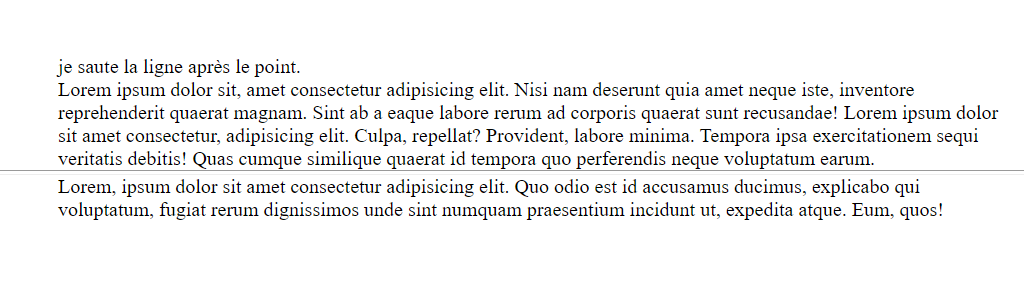 je saute la ligne après le point.
Lorem ipsum dolor sit, amet consectetur adipisicing elit. Nisi nam deserunt quia amet neque iste, inventore
reprehenderit quaerat magnam. Sint ab a eaque labore rerum ad corporis quaerat sunt recusandae! Lorem ipsum dolor
sit amet consectetur, adipisicing elit. Culpa, repellat? Provident, labore minima. Tempora ipsa exercitationem sequi
veritatis debitis! Quas cumque similique quaerat id tempora quo perferendis neque voluptatum earum.
Lorem, ipsum dolor sit amet consectetur adipisicing elit. Quo odio est id accusamus ducimus, explicabo qui
voluptatum, fugiat rerum dignissimos unde sint numquam praesentium incidunt ut, expedita atque. Eum, quos!